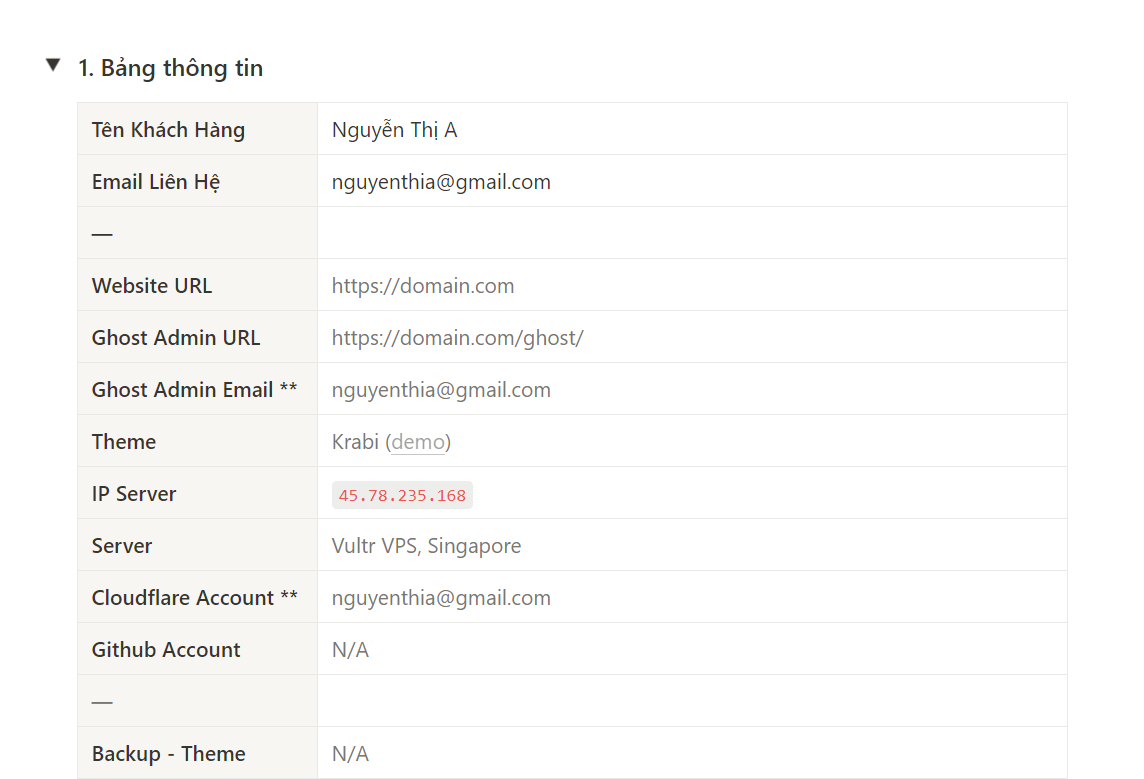 1. Bảng thông tin
Tên Khách Hàng Nguyễn Thị A
Email Liên Hệ nguyenthia@gmail.com
—
Website URL https://domain.com
Ghost Admin URL https://domain.com/ghost/
Ghost Admin Email ** nguyenthia@gmail.com
Theme Krabi (demo)
IP Server 45.78.235.168
Server Vultr VPS, Singapore
Cloudflare Account ** nguyenthia@gmail.com
Github Account N/A
—
Backup - Theme N/A